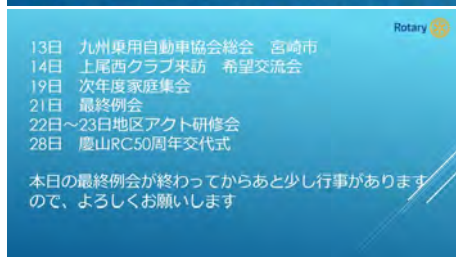 Rotary
13日 九州乗用自動車協会総会 宮崎市
14日 上尾西クラブ来訪 希望交流会
19日 次年度家庭集会
21日 最終例会
22日～23日地区アクト研修会
28日 慶山RC50周年交代式
本日の最終例会が終わってからあと少し行事があります
ので、よろしくお願いします